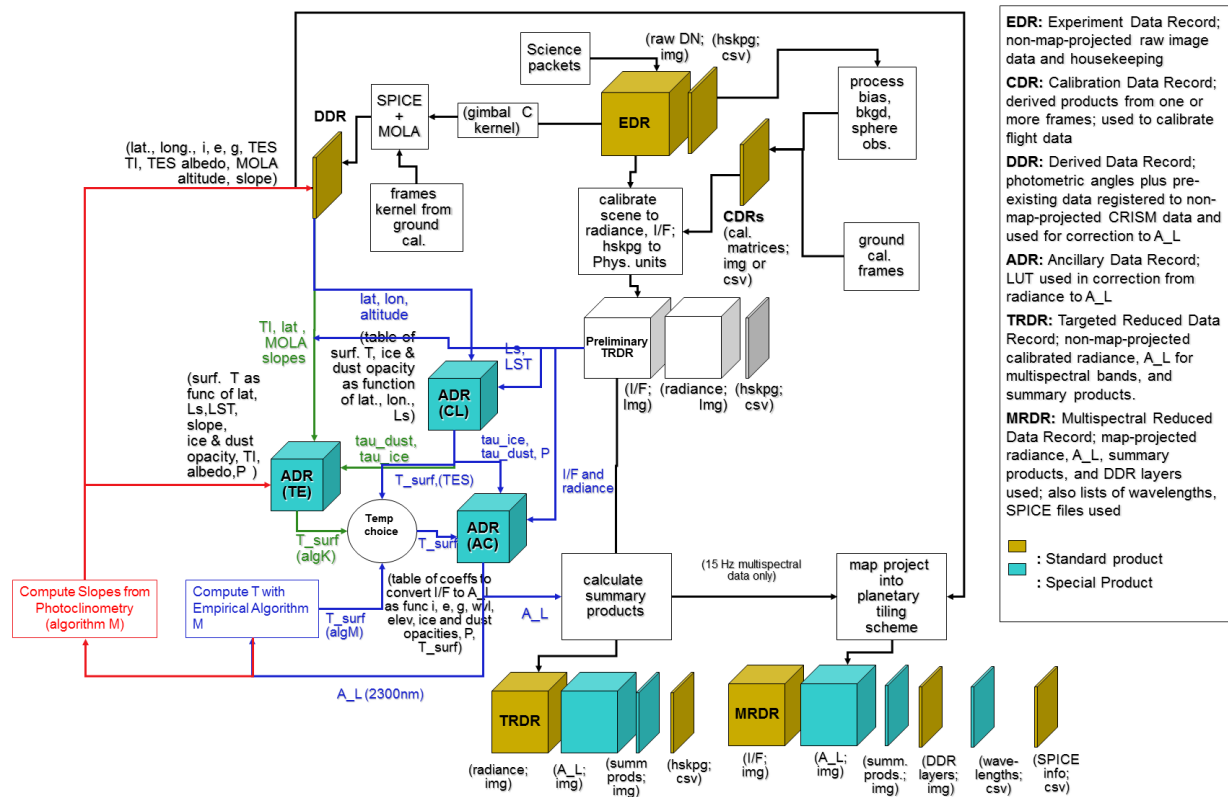 Science
packets
(raw DN;
img)
(hskpg;
csv)
EDR
process
bias,
bkgd,
sphere
obs.
SPICE
+
MOLA
(gimbal C
kernel)
DDR
(lat., long., i, e, g, TES
TI, TES albedo, MOLA
altitude, slope)
frames
kernel from
ground
cal.
calibrate
scene to
radiance, I/F;
hskpg to
Phys. units
CDRs
(cal.
matrices;
img or
csv)
ground
cal.
frames
lat, lon,
altitude
TI, lat ,
MOLA
slopes
(table of
surf. T, ice &
dust opacity
as function
of lat., lon.,
Ls)
Ls,
LST
Preliminary
TRDR
(I/F;
Img)
(radiance;
Img)
(hskpg;
csv)
ADR
(CL)
(surf. T as
func of lat,
Ls,LST,
slope,
ice & dust
opacity, TI,
albedo,P )
tau_dust,
tau_ice
tau_ice,
tau_dust, P
I/F and
radiance
ADR
(TE)
T_surf,(TES)
T_surf
(algK)
Temp
choice
T_surf
ADR
(AC)
Compute Slopes from
Photoclinometry
(algorithm M)
Compute T with
Empirical Algorithm
M
T_surf
(algM)
(table of coeffs to
convert I/F to A_L
as func i, e, g, wvl,
elev, ice and dust
opacities, P,
T_surf)
A_L
calculate
summary
products
(15 Hz multispectral
data only)
map project
into
planetary
tiling
scheme
A_L (2300nm)
TRDR
(radiance;
img)
(A_L;
img)
(summ
prods;
img)
(hskpg;
csv)
MRDR
(I/F;
img)
(A_L;
img)
(summ.
prods.;
img)
(DDR
layers;
img)
(wave-
lengths;
csv)
(SPICE
info;
csv)
EDR: Experiment Data Record;
non-map-projected raw image
data and housekeeping
CDR: Calibration Data Record;
derived products from one or
more frames; used to calibrate
flight data
DDR: Derived Data Record;
photometric angles plus pre-
existing data registered to non-
map-projected CRISM data and
used for correction to A_L
ADR: Ancillary Data Record;
LUT used in correction from
radiance to A_L
TRDR: Targeted Reduced Data
Record; non-map-projected
calibrated radiance, A_L for
multispectral bands, and
summary products.
MRDR: Multispectral Reduced
Data Record; map-projected
radiance, A_L, summary
products, and DDR layers
used; also lists of wavelengths,
SPICE files used
: Standard product
: Special Product